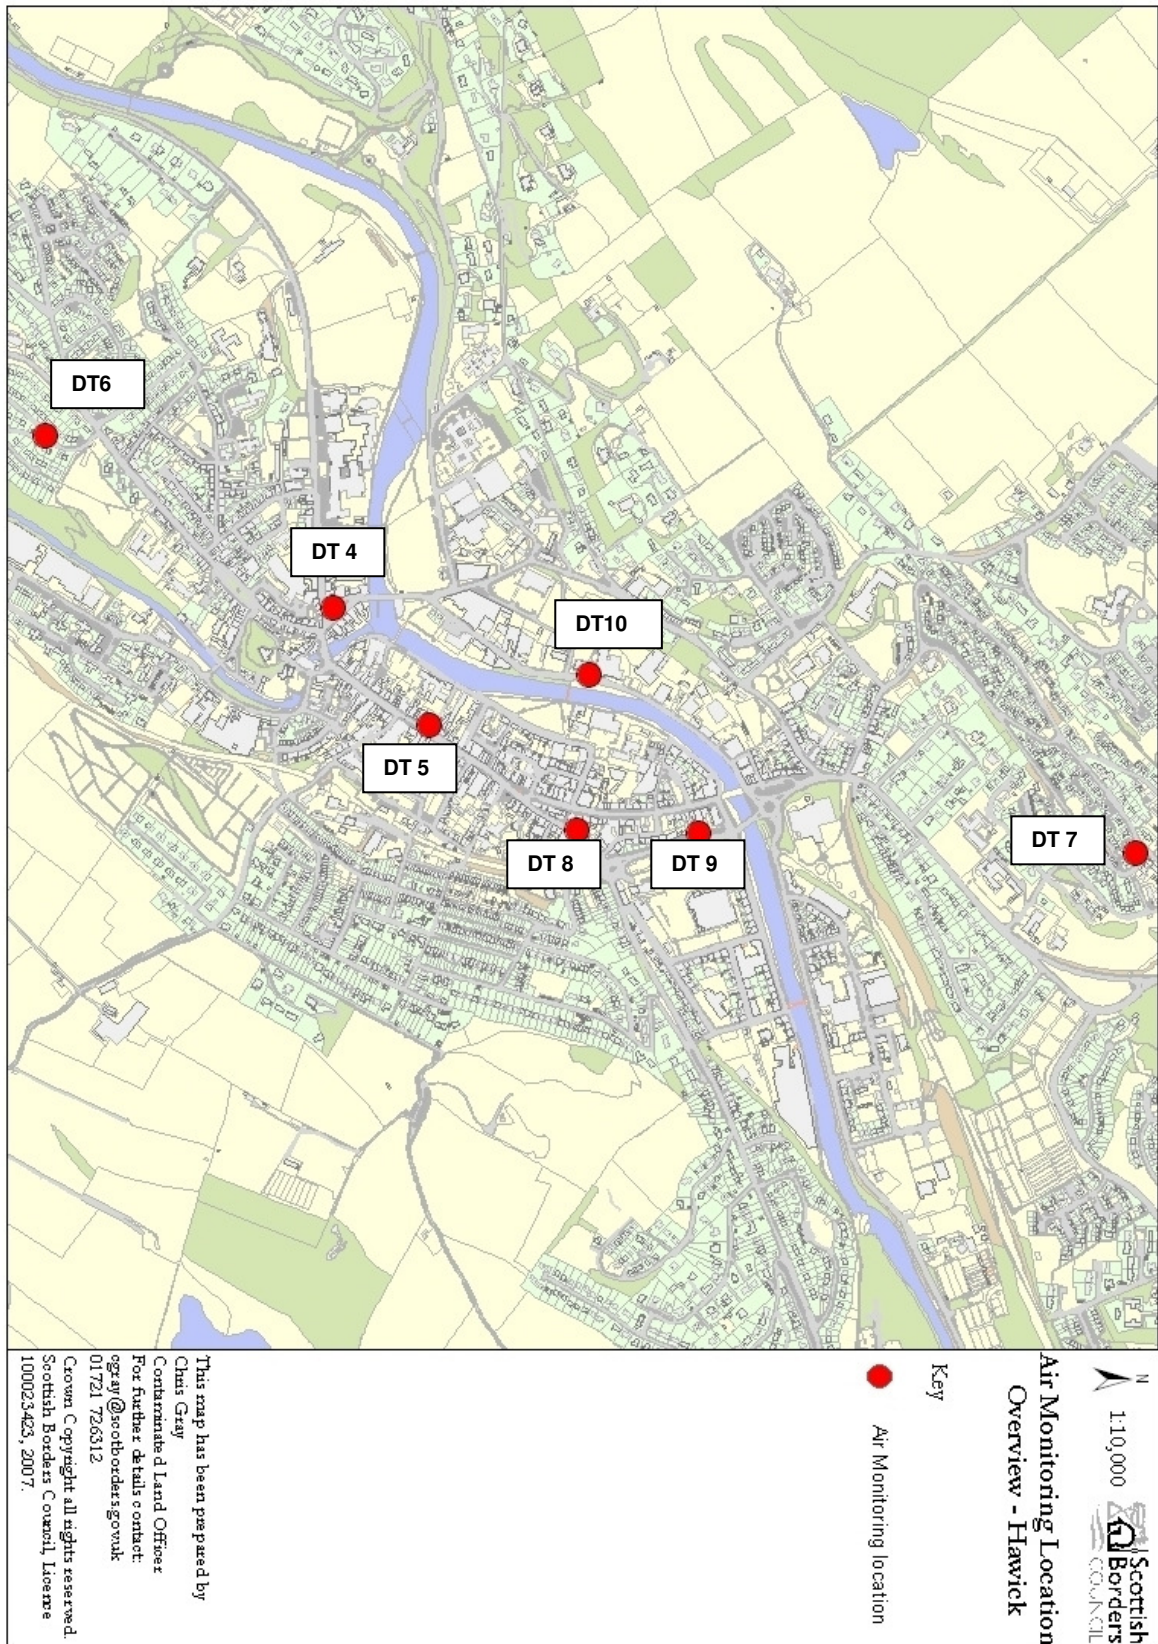 DT6
DT 4
DT10
DT 5
DT 8
DT 9
DT 7
N
1:10,000
Scottish
Borders
COUNCIL
Air Monitoring Location
Overview - Hawick
Key
Air Monitoring location
This map has been prepared by
Chris Gray
Contaminated Land Officer
For further details contact:
cgray@scotborders.gov.uk
01721 726312
Crown Copyright all rights reserved.
Scottish Borders Council, License
100023423, 2007.